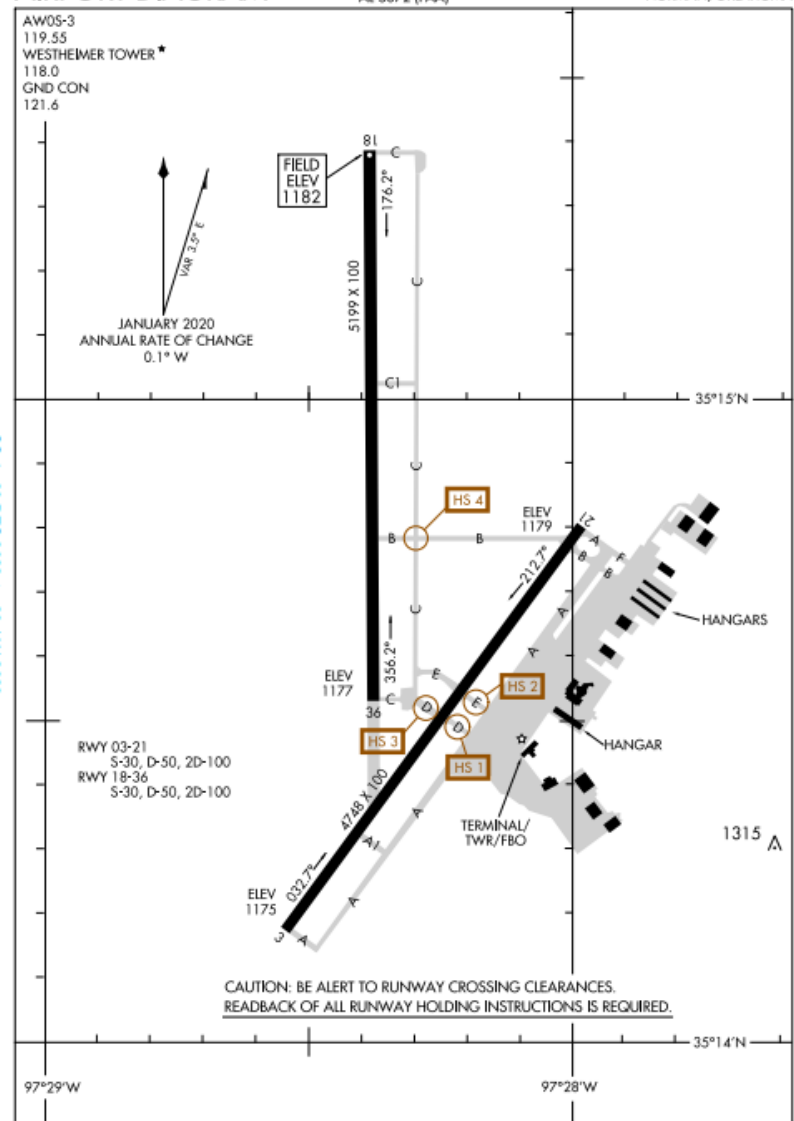 AW0S-3
119.55
WESTHEIMER TOWER★
118.0
GND CON
121.6
18
C
FIELD
ELEV
1182
176.2°
VAR 3.5° E
C
5199 X 100
JANUARY 2020
ANNUAL RATE OF CHANGE
0.1° W
C1
35°15'N
C
HS 4
ELEV
1179
21
A
F
B
B
B
B
212.7°
A
C
HANGARS
A
356.2°
E
ELEV
1177
C
E
HS 2
36
D
D
HS 3
HANGAR
RWY 03-21
S-30, D-50, 2D-100
RWY 18-36
S-30, D-50, 2D-100
HS 1
4748 X 100
A
TERMINAL/
TWR/FBO
1315
A1
032.7°
ELEV
1175
A
3
A
CAUTION: BE ALERT TO RUNWAY CROSSING CLEARANCES.
READBACK OF ALL RUNWAY HOLDING INSTRUCTIONS IS REQUIRED.
35°14'N
97°29'W
97°28'W